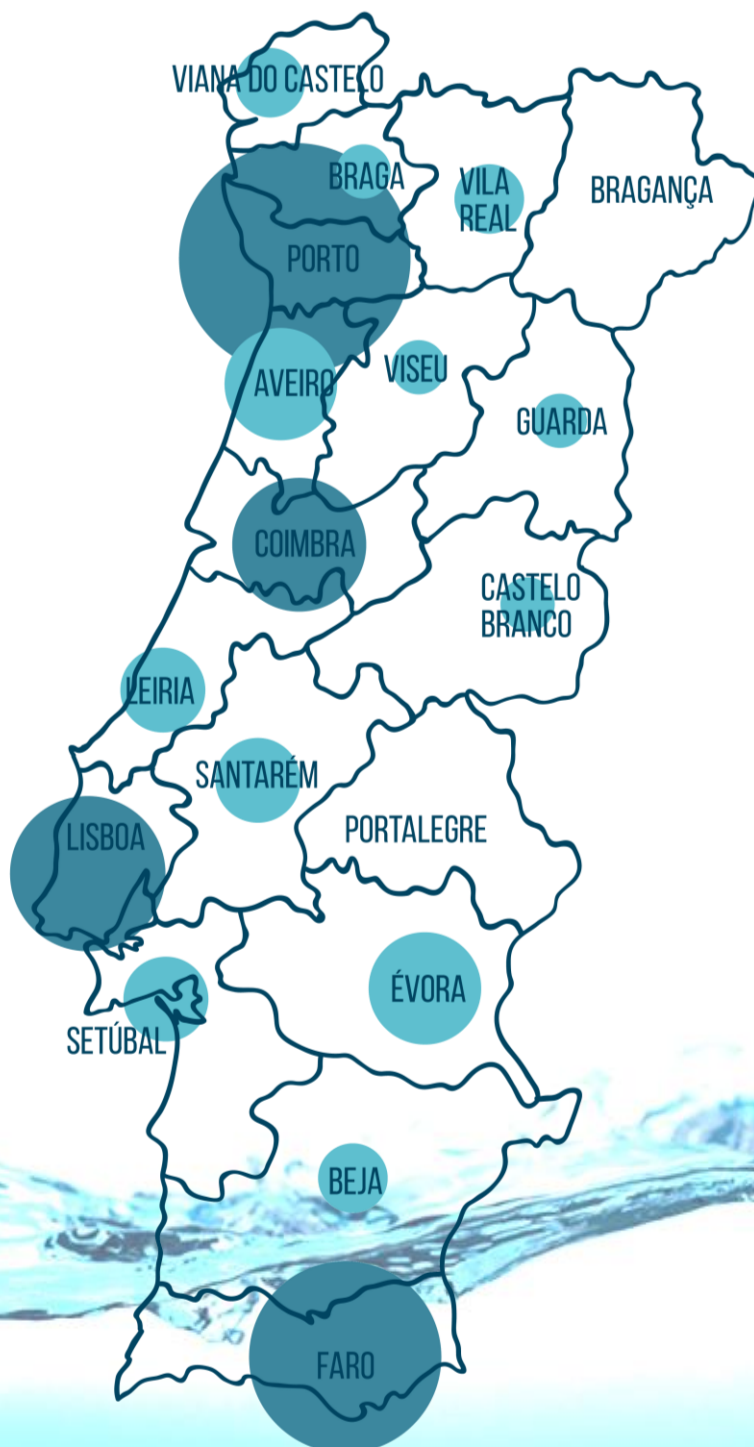 VIANA DO CASTELO
BRAGA
VILA
REAL
BRAGANÇA
PORTO
AVEIRO
VISEU
GUARDA
COIMBRA
CASTELO
BRANCO
LEIRIA
SANTARÉM
LISBOA
PORTALEGRE
ÉVORA
SETÚBAL
BEJA
FARO